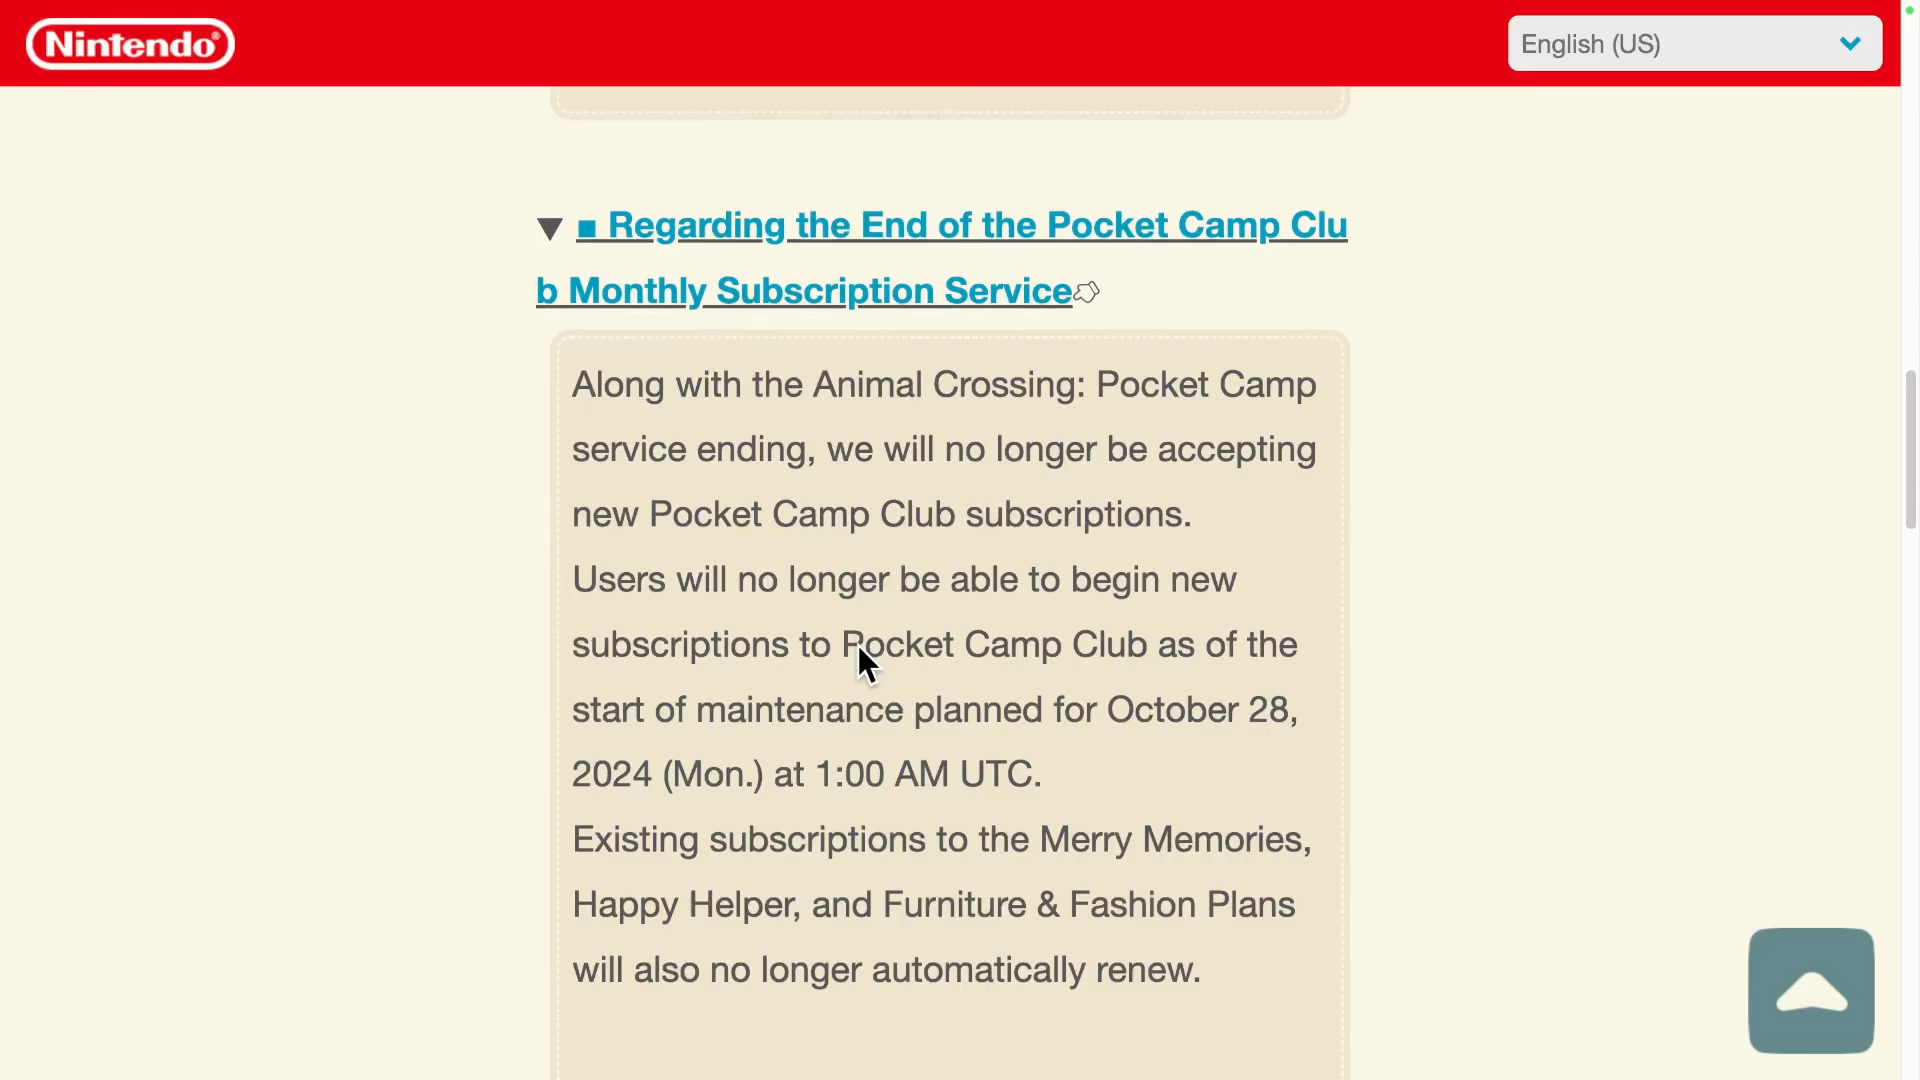 Nintendo®
English (US)
▼ ■ Regarding the End of the Pocket Camp Clu
b Monthly Subscription Service
Along with the Animal Crossing: Pocket Camp
service ending, we will no longer be accepting
new Pocket Camp Club subscriptions.
Users will no longer be able to begin new
subscriptions to Pocket Camp Club as of the
start of maintenance planned for October 28,
2024 (Mon.) at 1:00 AM UTC.
Existing subscriptions to the Merry Memories,
Happy Helper, and Furniture & Fashion Plans
will also no longer automatically renew.